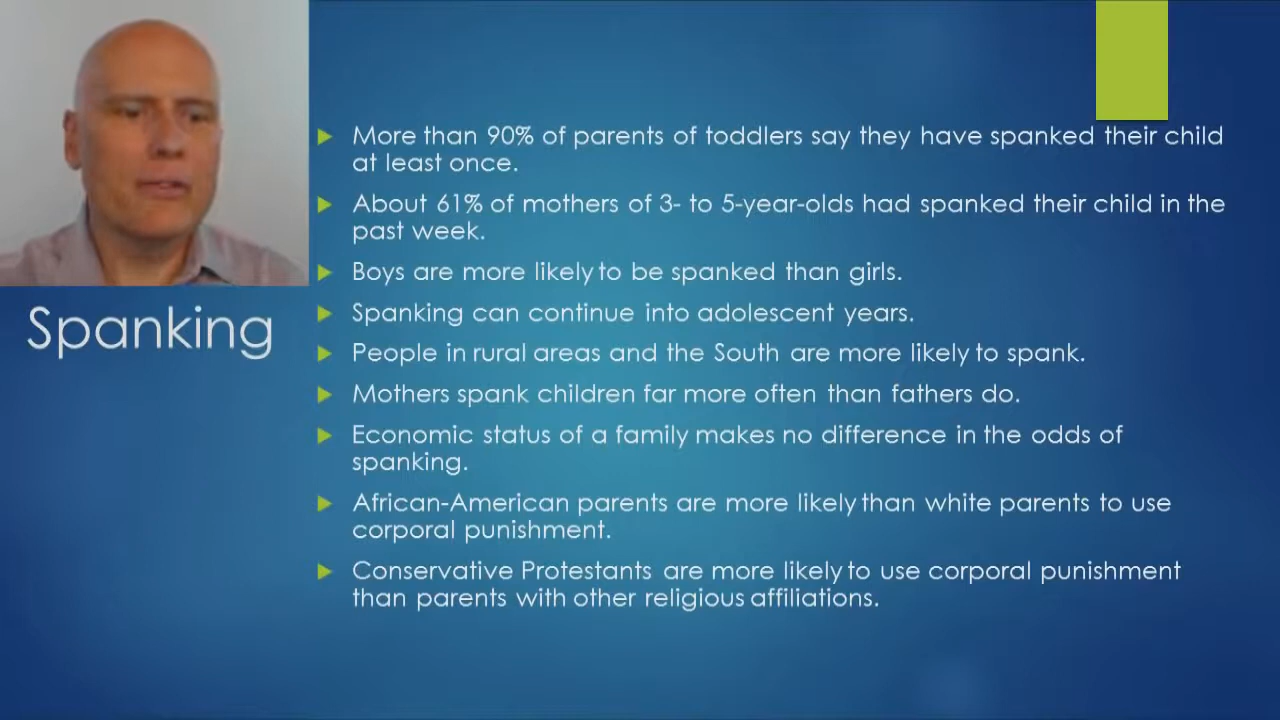 More than 90% of parents of toddlers say they have spanked their child
at least once.
About 61% of mothers of 3- to 5-year-olds had spanked their child in the
past week.
Boys are more likely to be spanked than girls.
Spanking
Spanking can continue into adolescent years.
People in rural areas and the South are more likely to spank.
Mothers spank children far more often than fathers do.
Economic status of a family makes no difference in the odds of
spanking.
African-American parents are more likely than white parents to use
corporal punishment.
Conservative Protestants are more likely to use corporal punishment
than parents with other religious affiliations.